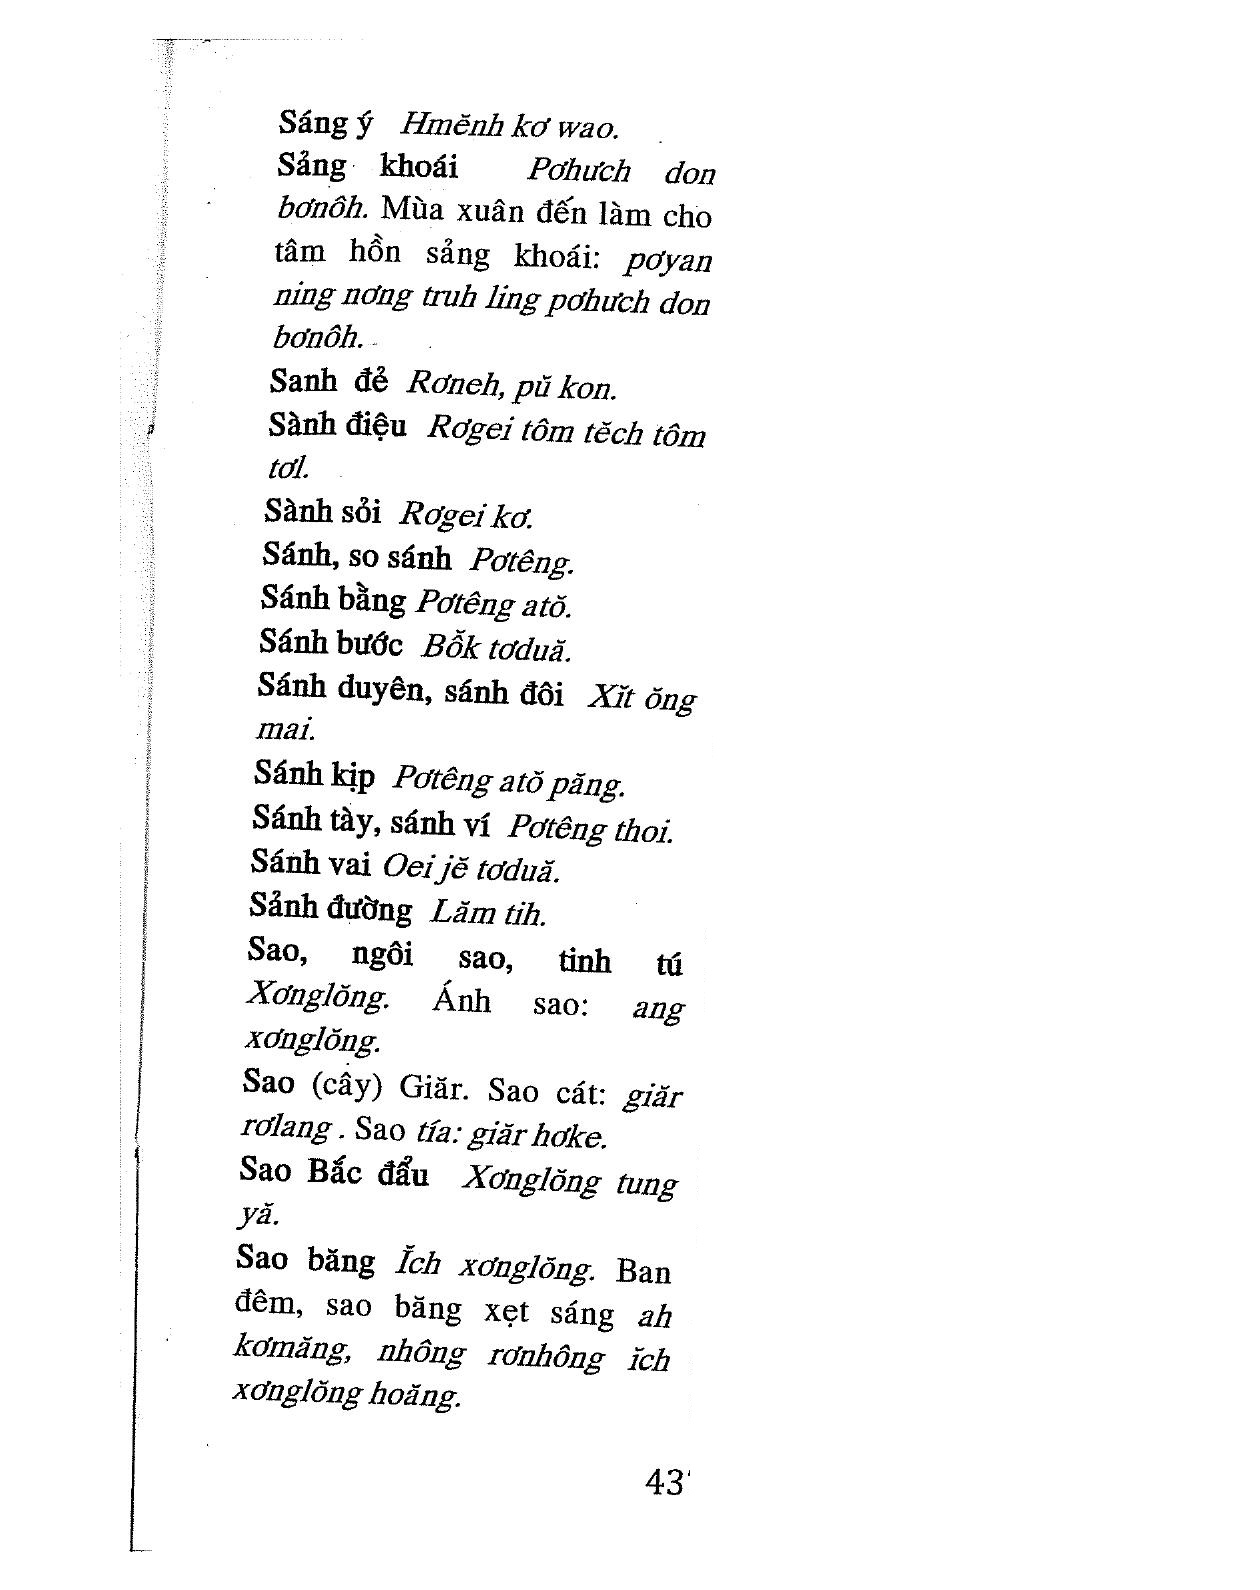 Sáng ý Hmĕnh kơ wao.
Sảng khoái Pơhưch don
bơnôh. Mùa xuân đến làm cho
tâm hồn sảng khoái: pơyan
ning nơng truh ling pơhưch don
bơnôh.
Sanh đẻ Rơneh, pŭ kon.
Sành điệu Rơgei tôm tĕch tôm
tơl.
Sành sỏi Rơgei kơ.
Sánh, so sánh Pơtêng.
Sánh bằng Pơtêng atŏ.
Sánh bước Bô̆k tơduă.
Sánh duyên, sánh đôi Xĭt ŏng
mai.
Sánh kịp Pơtêng atŏ păng.
Sánh tày, sánh ví Pơtêng thoi.
Sánh vai Oei jĕ tơduă.
Sảnh đường Lăm tih.
Sao, ngôi sao, tinh tú
Xơnglŏng. Ánh sao: ang
xơnglŏng.
Sao (cây) Giăr. Sao cát: giăr
rơlang . Sao tía: giăr hơke.
Sao Bắc đẩu Xơnglŏng tung
yă.
Sao băng Ĭch xơnglŏng. Ban
đêm, sao băng xẹt sáng ah
kơmăng, nhông rơnhông ĭch
xơnglŏng hoăng.
43